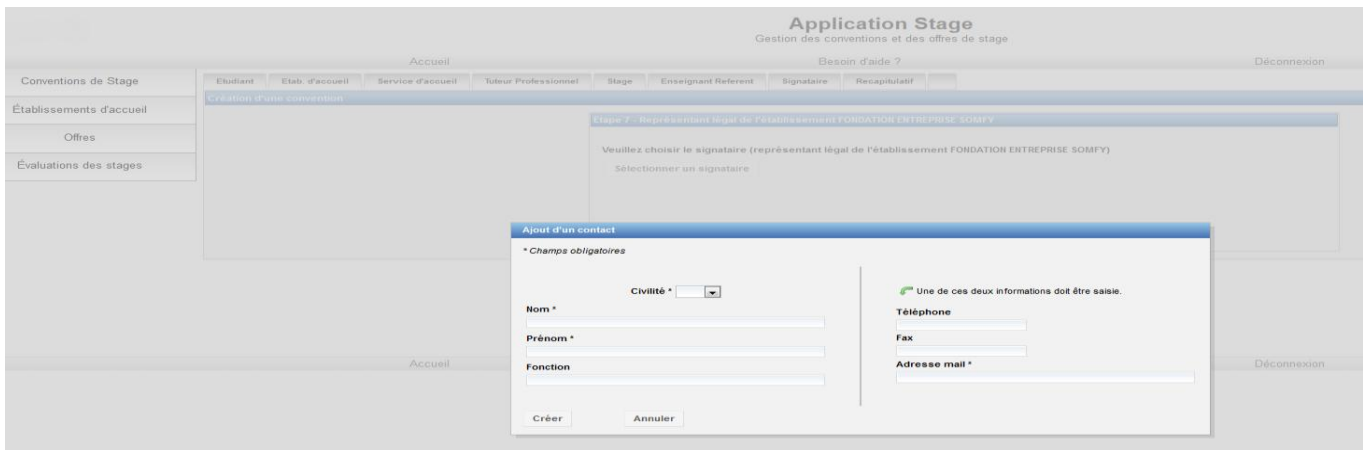 Application Stage
Gestion des conventions et des offres de stage
Accueil Besoin d'aide ? Déconnexion
Conventions de Stage
Établissements d'accueil
Offres
Évaluations des stages
Etudiant Etab. d'accueil Service d'accueil Tuteur Professionnel Stage Enseignant Referent Signataire Recapitulatif
Création d'une convention
Etape 7 - Représentant légal de l'établissement FONDATION ENTREPRISE SOMFY
Veuillez choisir le signataire (représentant légal de l'établissement FONDATION ENTREPRISE SOMFY)
Sélectionner un signataire
Ajout d'un contact
* Champs obligatoires
Civilité *
Nom *
Prénom *
Fonction
Une de ces deux informations doit être saisie.
Téléphone
Fax
Adresse mail *
Créer Annuler
Accueil Déconnexion